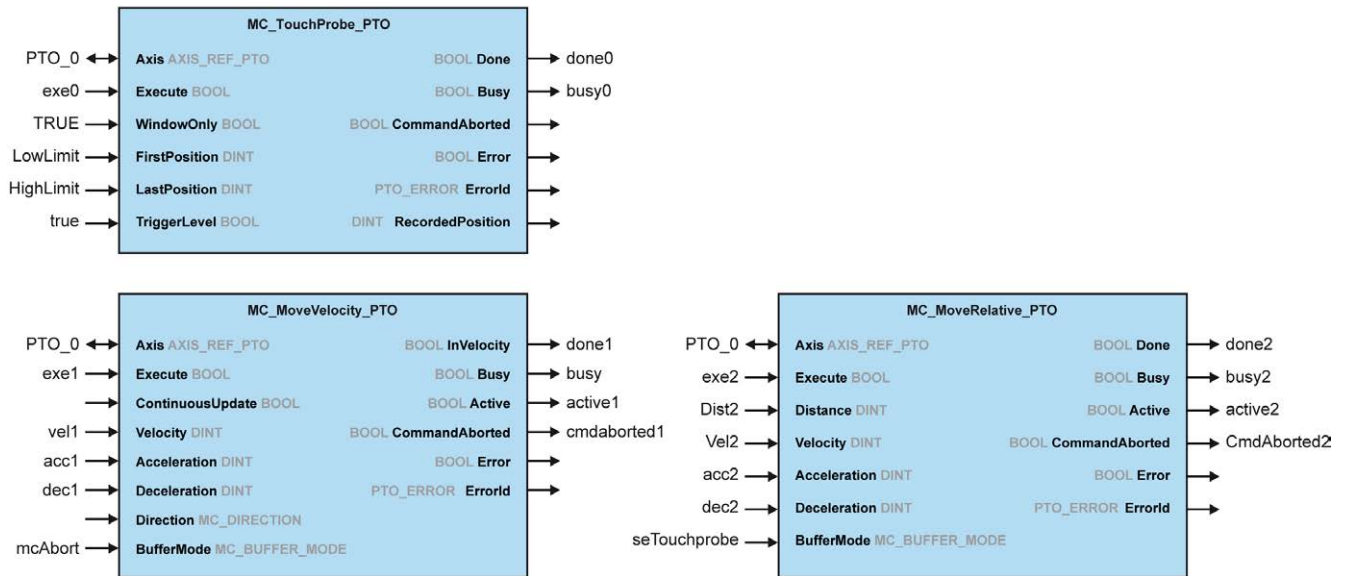 MC_TouchProbe_PTO
PTO_0 Axis AXIS_REF_PTO BOOL Done done0
exe0 Execute BOOL BOOL Busy busy0
TRUE WindowOnly BOOL BOOL CommandAborted
LowLimit FirstPosition DINT BOOL Error
HighLimit LastPosition DINT PTO_ERROR ErrorId
true TriggerLevel BOOL DINT RecordedPosition
MC_MoveVelocity_PTO
PTO_0 Axis AXIS_REF_PTO BOOL InVelocity done1
exe1 Execute BOOL BOOL Busy busy
ContinuousUpdate BOOL BOOL Active active1
vel1 Velocity DINT BOOL CommandAborted cmdaborted1
acc1 Acceleration DINT BOOL Error
dec1 Deceleration DINT PTO_ERROR ErrorId
Direction MC_DIRECTION
mcAbort BufferMode MC_BUFFER_MODE
MC_MoveRelative_PTO
PTO_0 Axis AXIS_REF_PTO BOOL Done done2
exe2 Execute BOOL BOOL Busy busy2
Dist2 Distance DINT BOOL Active active2
Vel2 Velocity DINT BOOL CommandAborted CmdAborted2
acc2 Acceleration DINT BOOL Error
dec2 Deceleration DINT PTO_ERROR ErrorId
seTouchprobe BufferMode MC_BUFFER_MODE